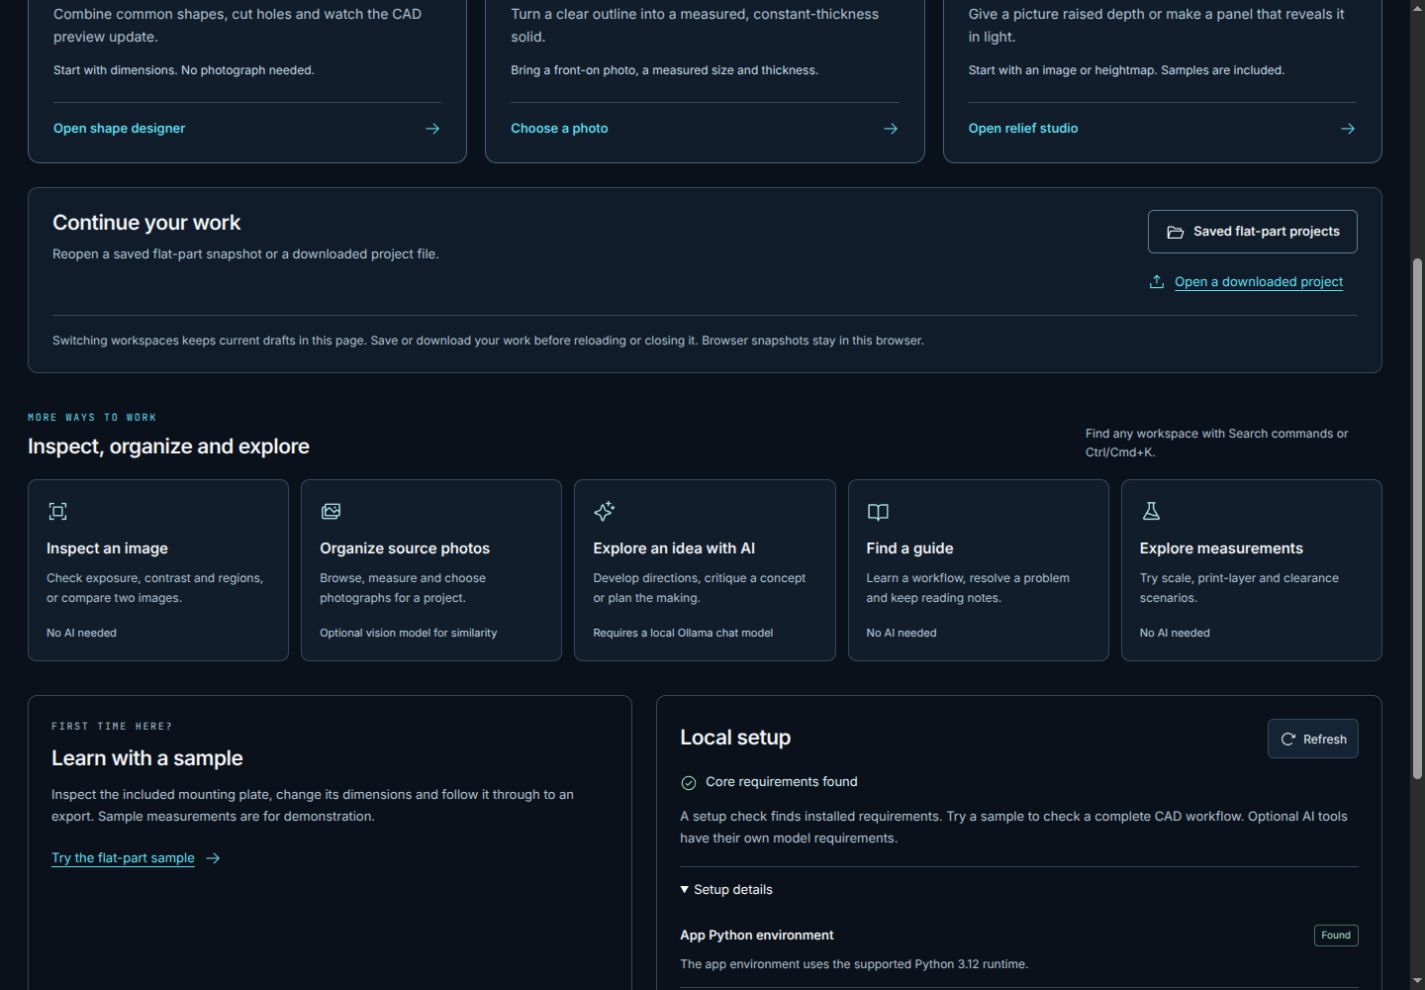 Combine common shapes, cut holes and watch the CAD
preview update.
Start with dimensions. No photograph needed.
Open shape designer
Turn a clear outline into a measured, constant-thickness
solid.
Bring a front-on photo, a measured size and thickness.
Choose a photo
Give a picture raised depth or make a panel that reveals it
in light.
Start with an image or heightmap. Samples are included.
Open relief studio
Continue your work
Reopen a saved flat-part snapshot or a downloaded project file.
Saved flat-part projects
Open a downloaded project
Switching workspaces keeps current drafts in this page. Save or download your work before reloading or closing it. Browser snapshots stay in this browser.
MORE WAYS TO WORK
Inspect, organize and explore
Find any workspace with Search commands or
Ctrl/Cmd+K.
Inspect an image
Check exposure, contrast and regions,
or compare two images.
No AI needed
Organize source photos
Browse, measure and choose
photographs for a project.
Optional vision model for similarity
Explore an idea with AI
Develop directions, critique a concept
or plan the making.
Requires a local Ollama chat model
Find a guide
Learn a workflow, resolve a problem
and keep reading notes.
No AI needed
Explore measurements
Try scale, print-layer and clearance
scenarios.
No AI needed
FIRST TIME HERE?
Learn with a sample
Inspect the included mounting plate, change its dimensions and follow it through to an
export. Sample measurements are for demonstration.
Try the flat-part sample
Local setup
Refresh
Core requirements found
A setup check finds installed requirements. Try a sample to check a complete CAD workflow. Optional AI tools
have their own model requirements.
Setup details
App Python environment
Found
The app environment uses the supported Python 3.12 runtime.